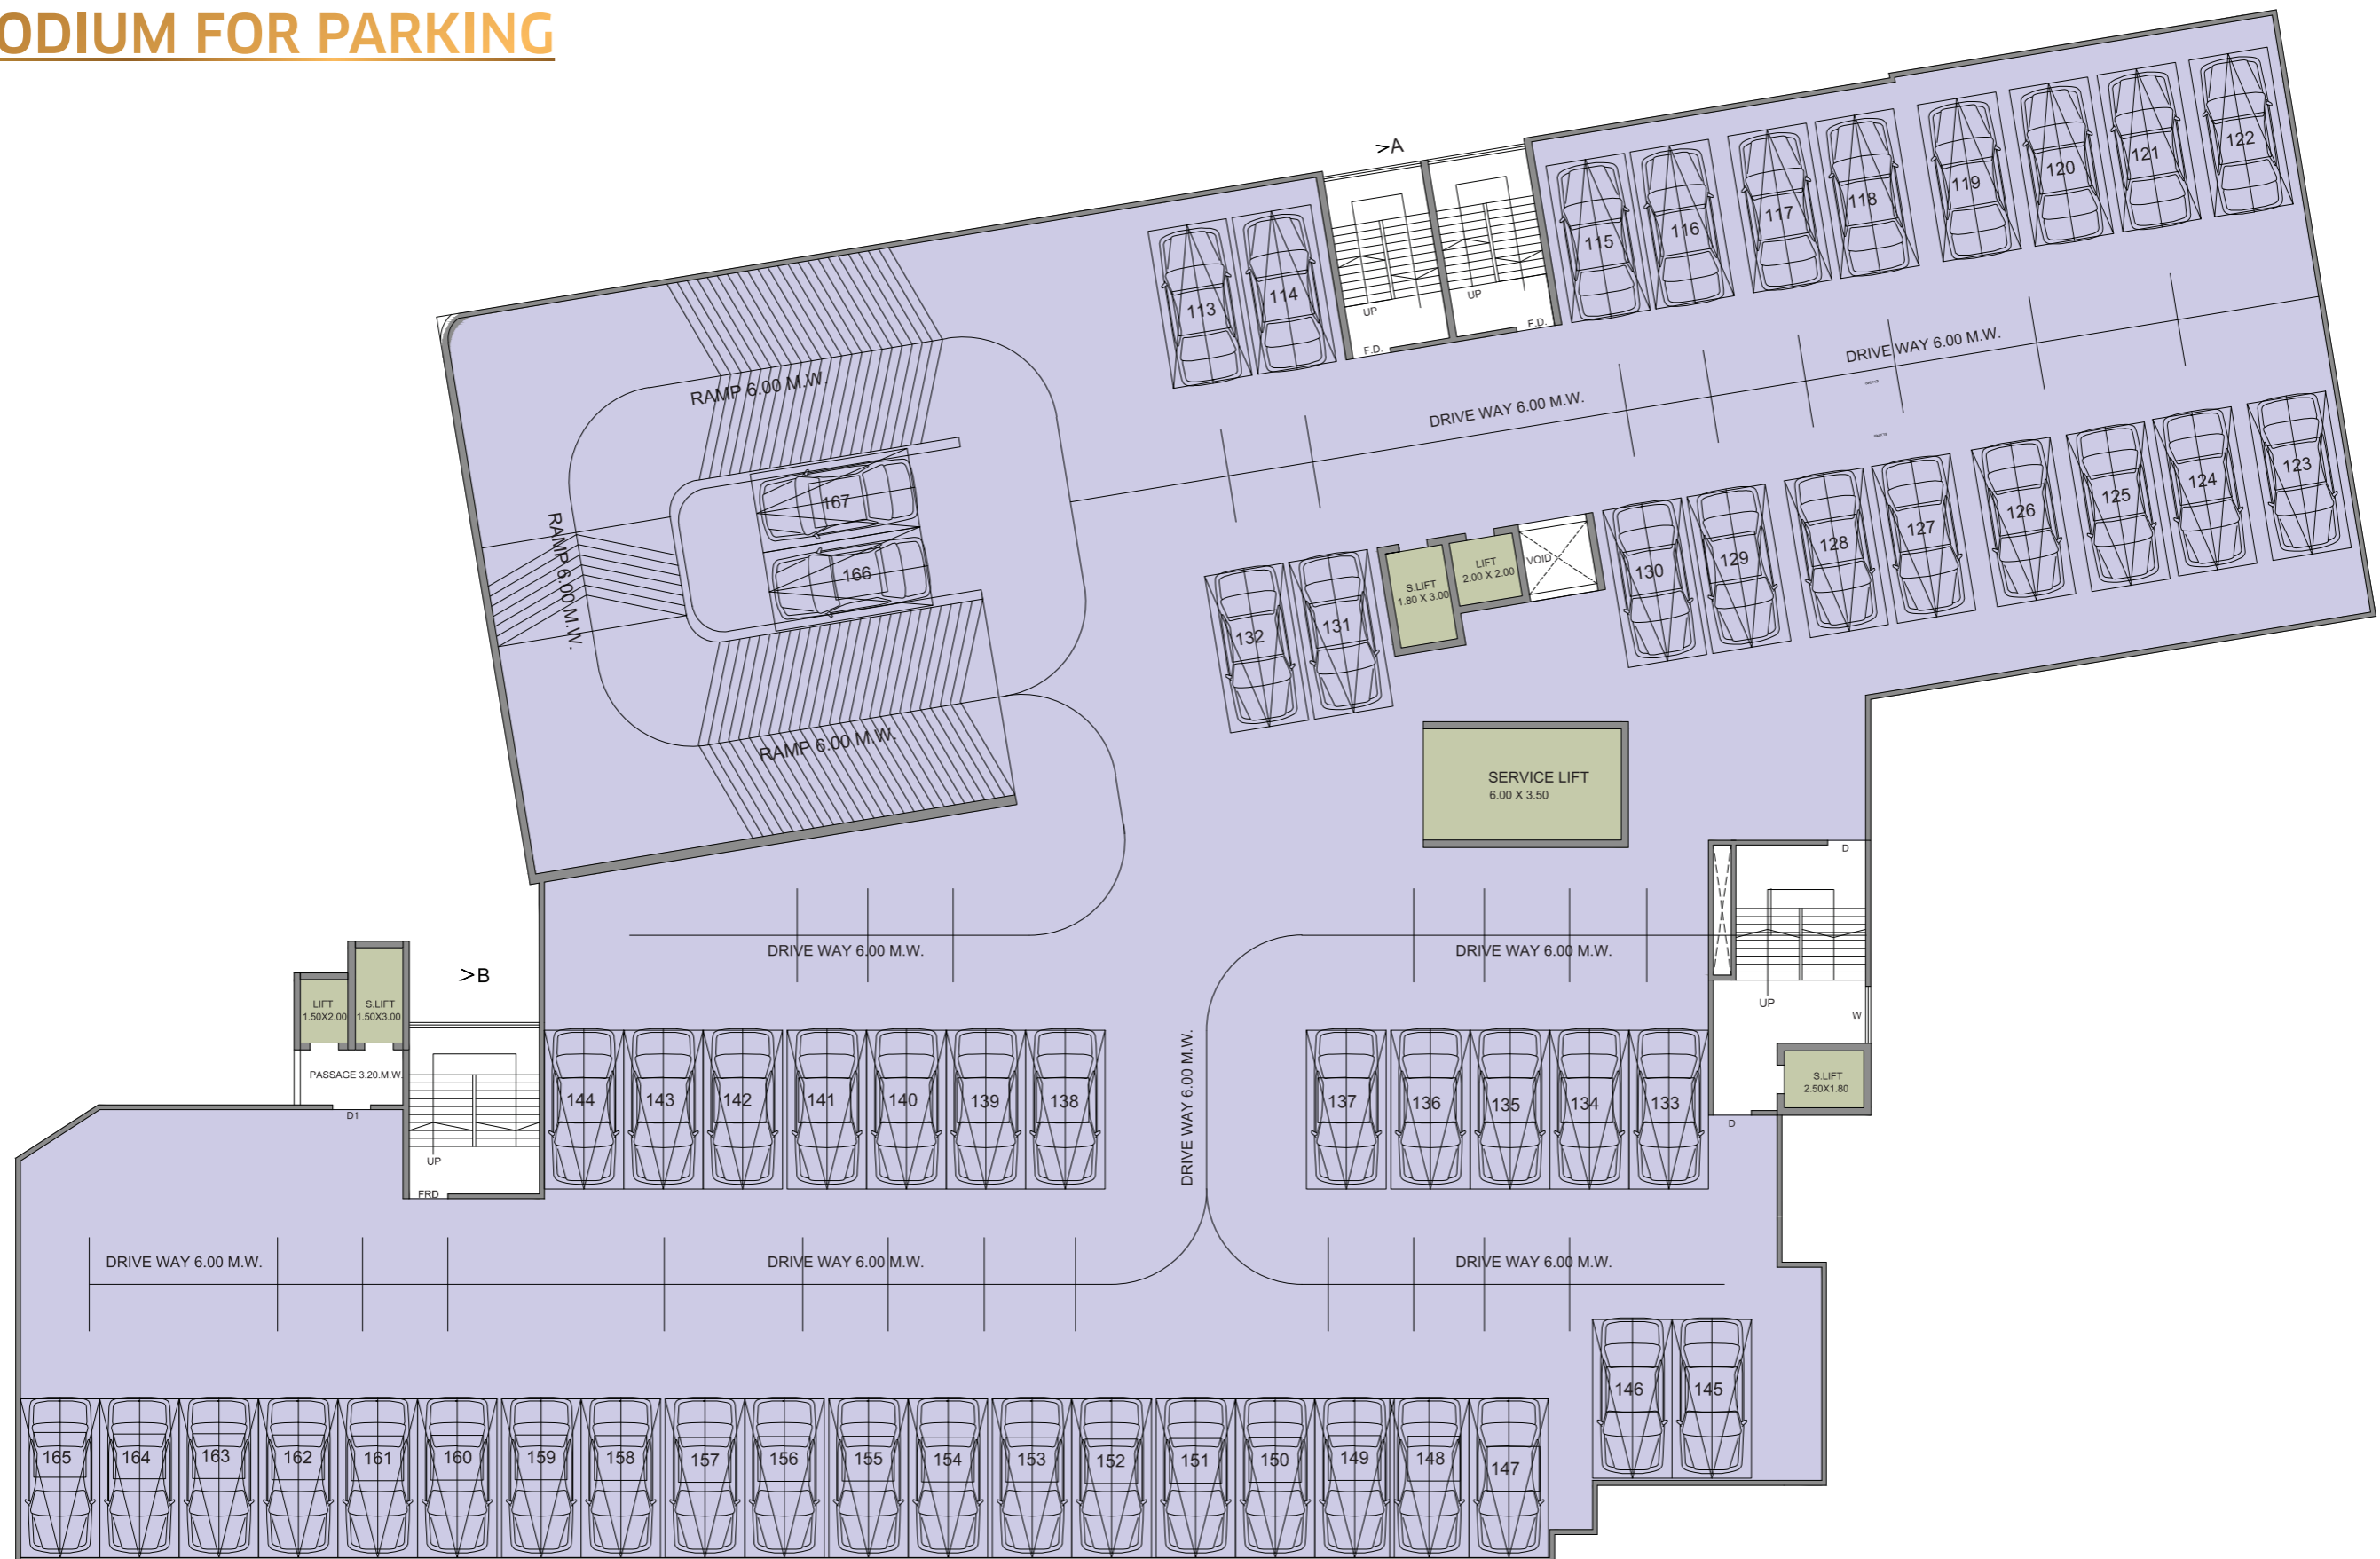 ODIUM FOR PARKING
>A
113
114
UP
UP
F.D.
F.D.
115
116
117
118
119
120
121
122
RAMP 6.00 M.W.
DRIVE WAY 6.00 M.W.
DRIVE WAY 6.00 M.W.
167
166
RAMP 6.00 M.W.
RAMP 6.00 M.W.
132
131
S.LIFT
1.80 X 3.00
LIFT
2.00 X 2.00
VOID
130
129
128
127
126
125
124
123
SERVICE LIFT
6.00 X 3.50
D
UP
W
S.LIFT
2.50X1.80
D
>B
LIFT
1.50X2.00
S.LIFT
1.50X3.00
PASSAGE 3.20.M.W.
D1
UP
FRD
DRIVE WAY 6.00 M.W.
DRIVE WAY 6.00 M.W.
144
143
142
141
140
139
138
DRIVE WAY 6.00 M.W.
137
136
135
134
133
DRIVE WAY 6.00 M.W.
DRIVE WAY 6.00 M.W.
DRIVE WAY 6.00 M.W.
146
145
165
164
163
162
161
160
159
158
157
156
155
154
153
152
151
150
149
148
147